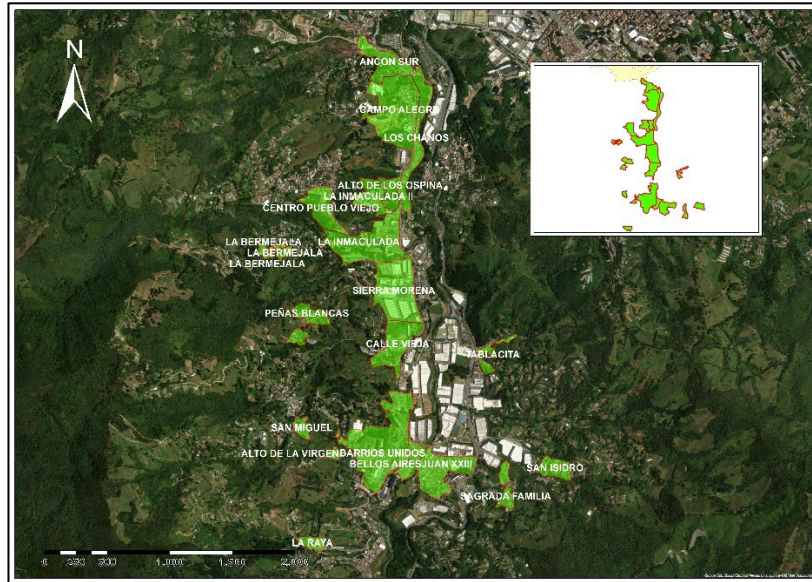 N
ANCON SUR
CAMPO ALEGRE
LOS CHANOS
ALTO DE LOS OSPINA
LA INMACULADA II
CENTRO PUEBLO VIEJO
LA BERMEJALA
LA INMACULADA
LA BERMEJALA
LA BERMEJALA
SIERRA MORENA
PEÑAS BLANCAS
CALLE VIEJA
TABLACITA
SAN MIGUEL
ALTO DE LA VIRGEN
BARRIOS UNIDOS
BELLOS AIRES
JUAN XXIII
SAN ISIDRO
SAGRADA FAMILIA
LA RAYA
0 250 500 1.000 1.500 2.000